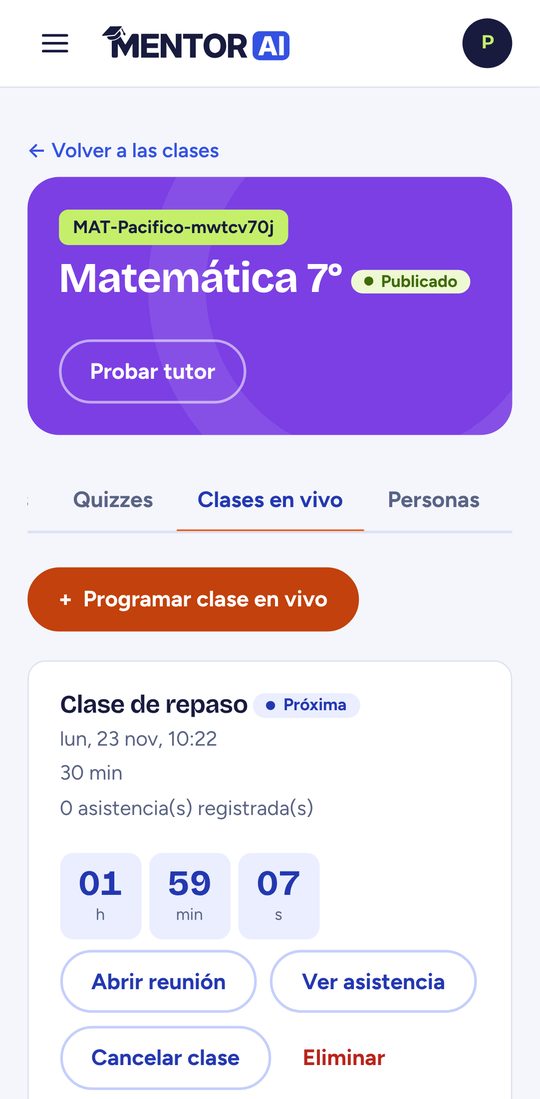 MENTOR AI
P
← Volver a las clases
MAT-Pacifico-mwtcv70j
Matemática 7° Publicado
Probar tutor
Quizzes Clases en vivo Personas
+ Programar clase en vivo
Clase de repaso Próxima
lun, 23 nov, 10:22
30 min
0 asistencia(s) registrada(s)
01 59 07
h min s
Abrir reunión Ver asistencia
Cancelar clase Eliminar